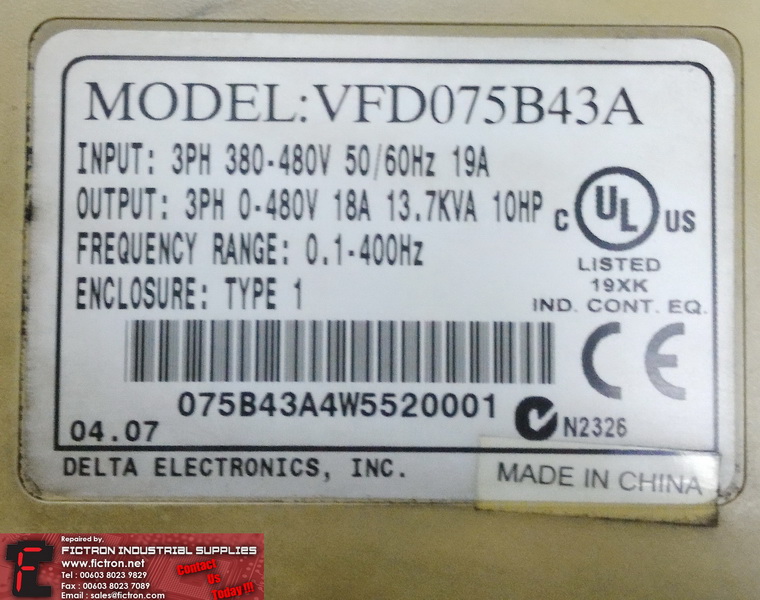 MODEL:VFD075B43A
INPUT: 3PH 380-480V 50/60Hz 19A
OUTPUT: 3PH 0-480V 18A 13.7KVA 10HP
FREQUENCY RANGE: 0.1-400Hz
ENCLOSURE: TYPE 1
C UL US
LISTED
19XK
IND. CONT. EQ.
CE
075B43A4W5520001
N2326
04.07
DELTA ELECTRONICS, INC.
MADE IN CHINA
Repaired by,
FICTRON INDUSTRIAL SUPPLIES
www.fictron.net
Tel : 00603 8023 9829
Fax : 00603 8023 7089
Email : sales@fictron.com
Contact
Us
Today !!!